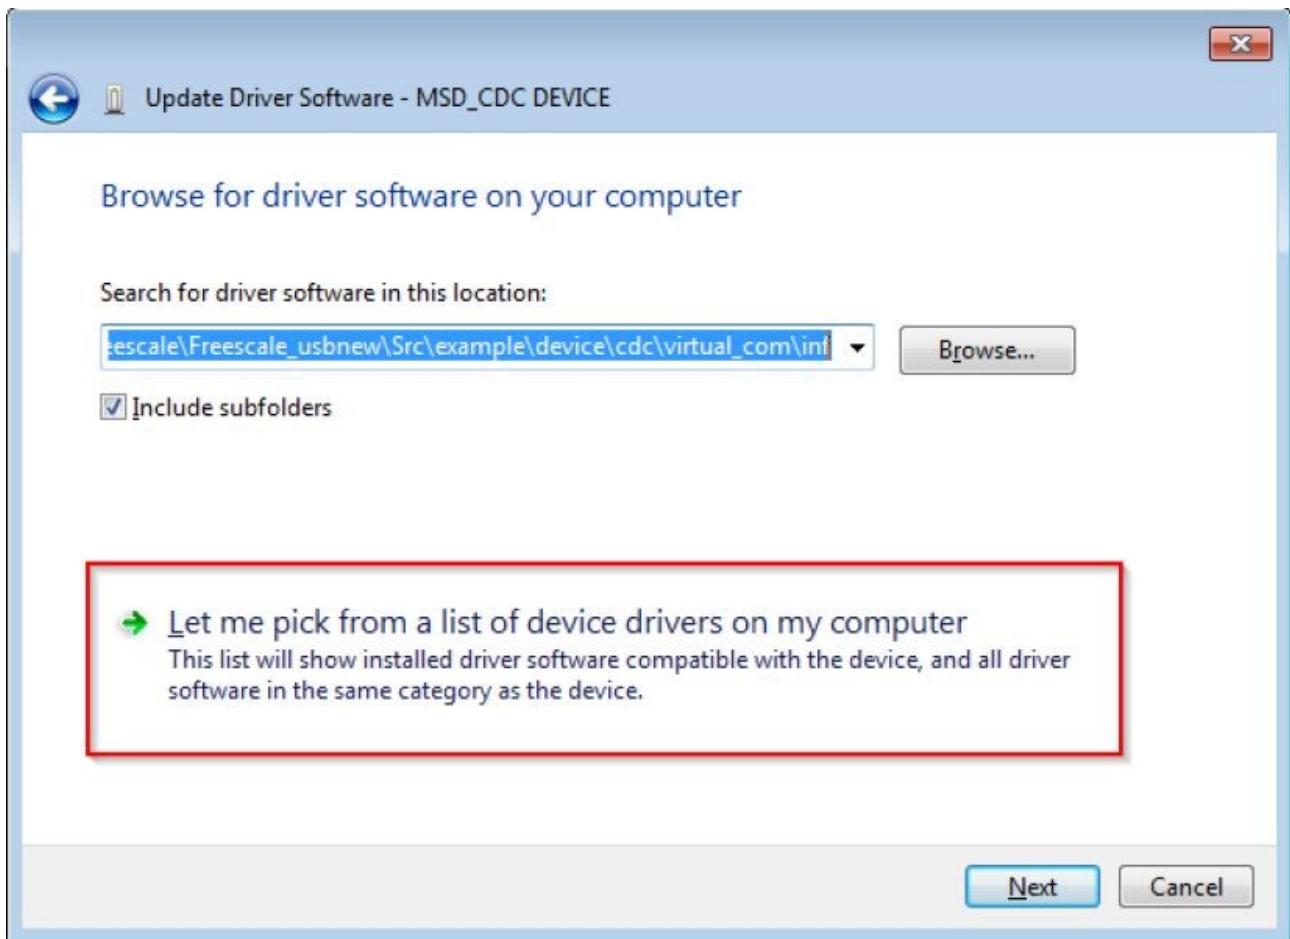 Update Driver Software - MSD_CDC DEVICE
Browse for driver software on your computer
Search for driver software in this location:
eescale\Freescale_usbnew\Src\example\device\cdc\virtual_com\inf
Browse...
Include subfolders
Let me pick from a list of device drivers on my computer
This list will show installed driver software compatible with the device, and all driver
software in the same category as the device.
Next
Cancel